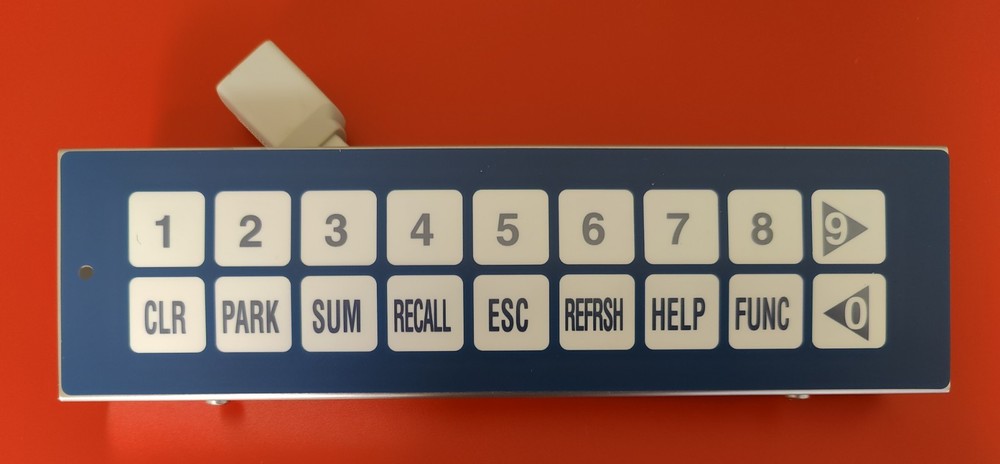 1 2 3 4 5 6 7 8 9
CLR PARK SUM RECALL ESC REFRSH HELP FUNC 0